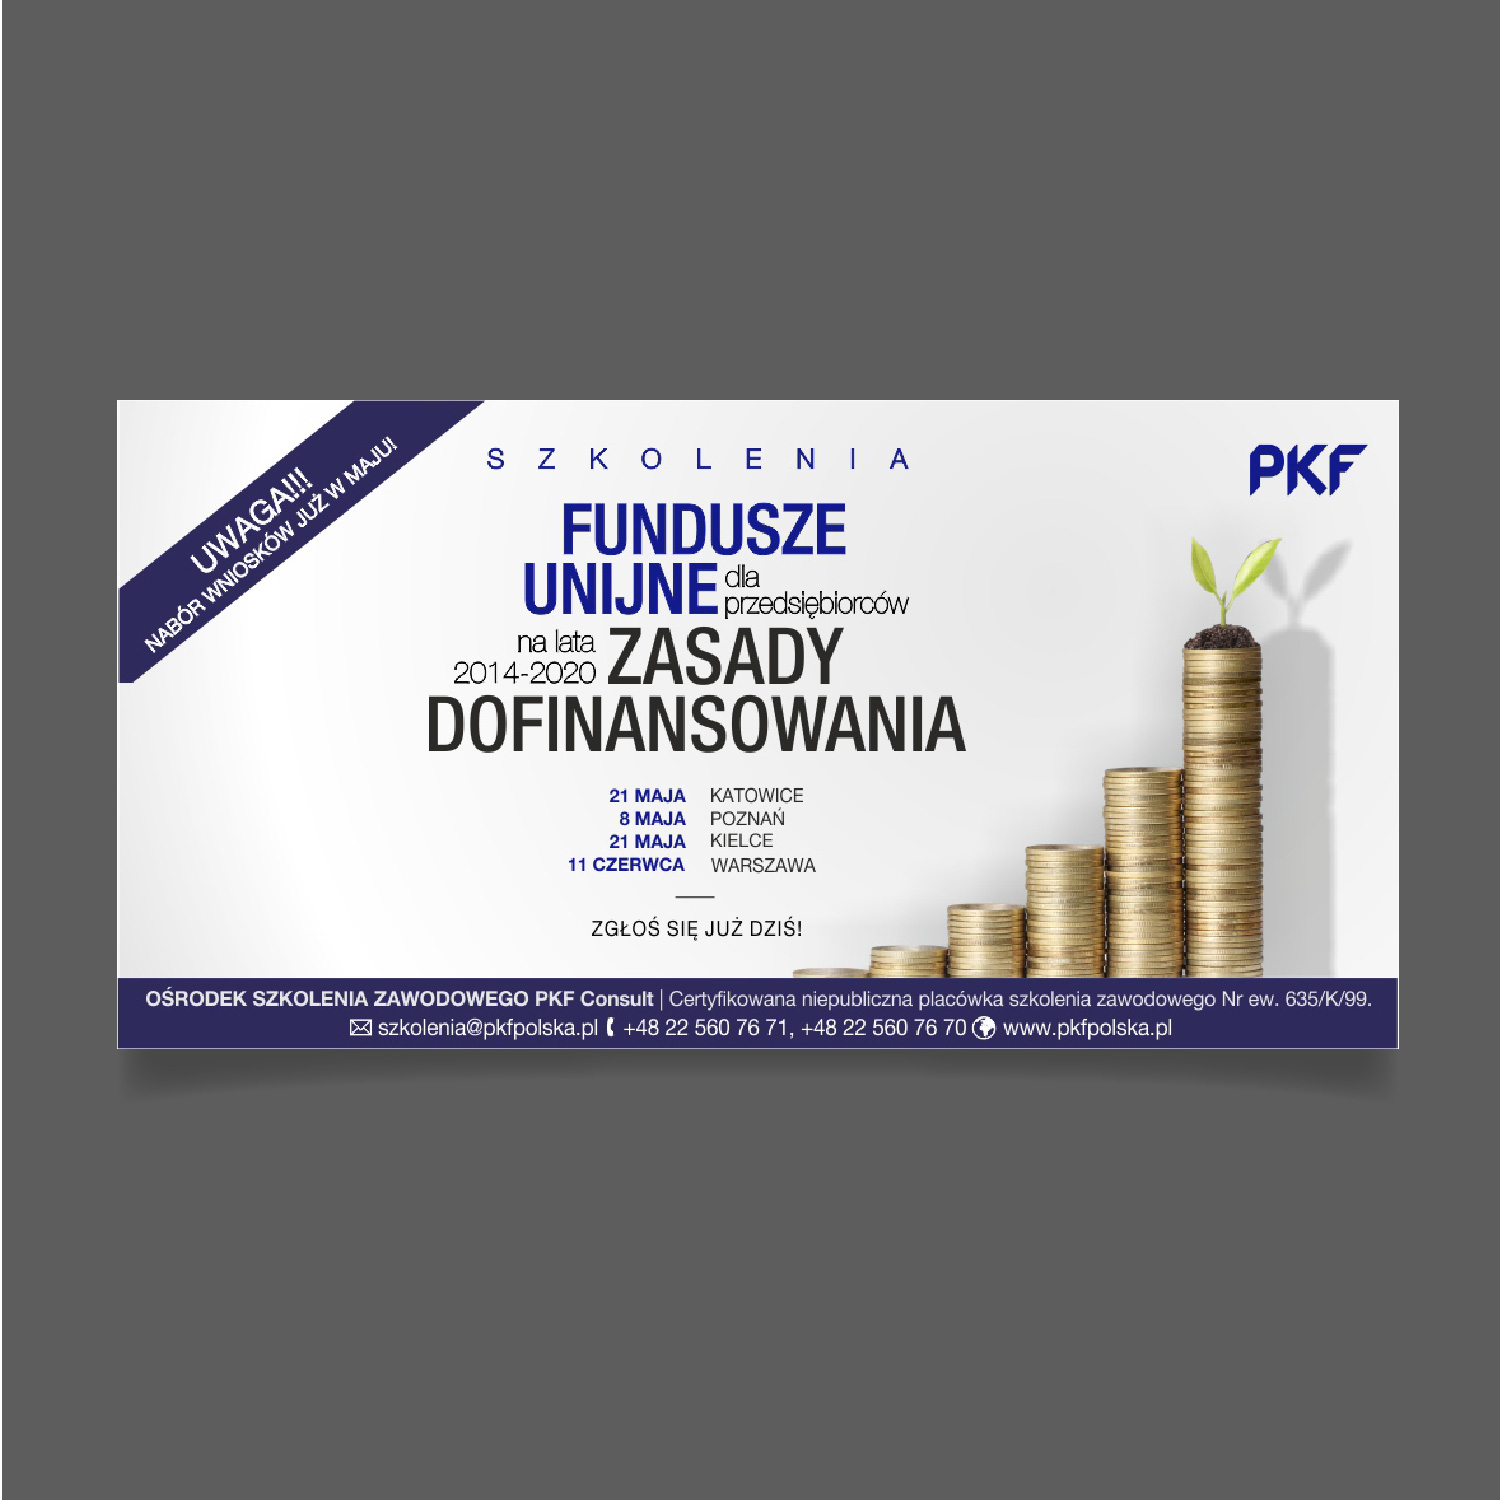 UWAGA!!!
NABÓR WNIOSKÓW JUŻ W MAJU!
SZKOLENIA
PKF
FUNDUSZE
UNIJNE dla przedsiębiorców
na lata 2014-2020 ZASADY
DOFINANSOWANIA
21 MAJA KATOWICE
8 MAJA POZNAŃ
21 MAJA KIELCE
11 CZERWCA WARSZAWA
ZGŁOŚ SIĘ JUŻ DZIŚ!
OŚRODEK SZKOLENIA ZAWODOWEGO PKF Consult | Certyfikowana niepubliczna placówka szkolenia zawodowego Nr ew. 635/K/99.
szkolenia@pkfpolska.pl +48 22 560 76 71, +48 22 560 76 70 www.pkfpolska.pl